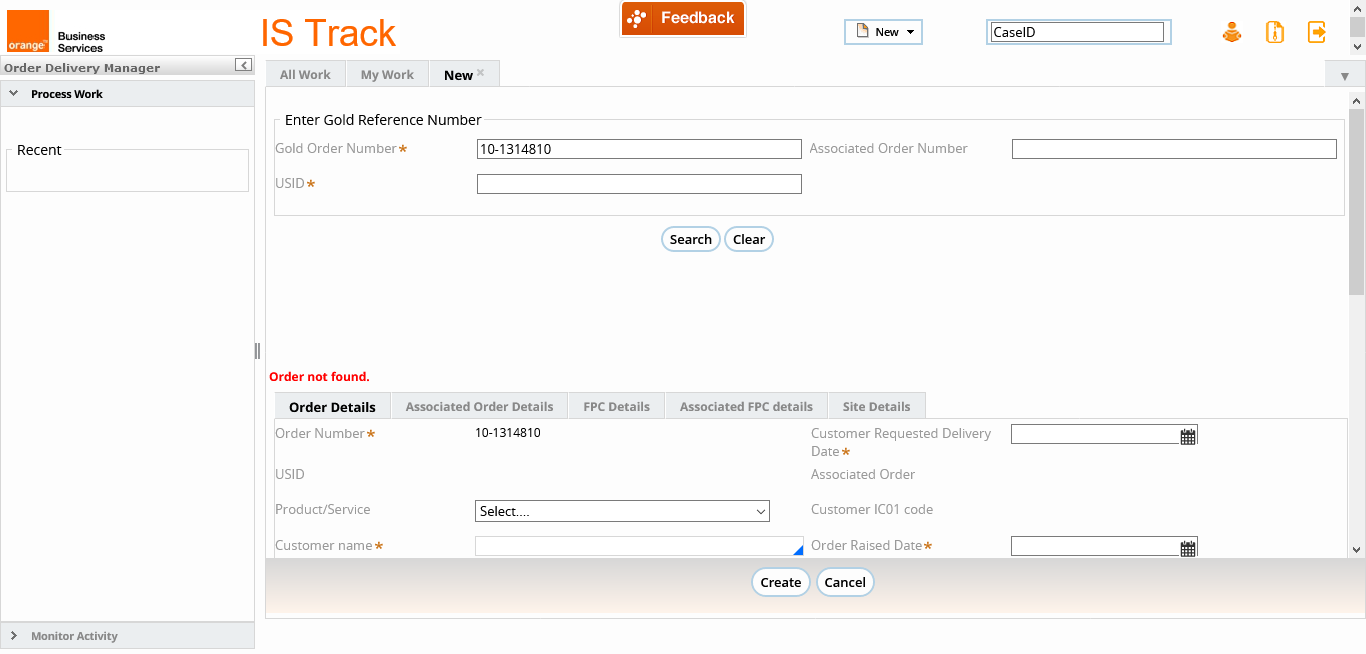 orange™
Business
Services
IS Track
Feedback
New
CaseID
Order Delivery Manager
Process Work
Recent
Monitor Activity
All Work
My Work
New
Enter Gold Reference Number
Gold Order Number* 10-1314810 Associated Order Number
USID*
Search Clear
Order not found.
Order Details Associated Order Details FPC Details Associated FPC details Site Details
Order Number* 10-1314810 Customer Requested Delivery
Date*
USID Associated Order
Product/Service Select.... Customer IC01 code
Customer name* Order Raised Date*
Create Cancel